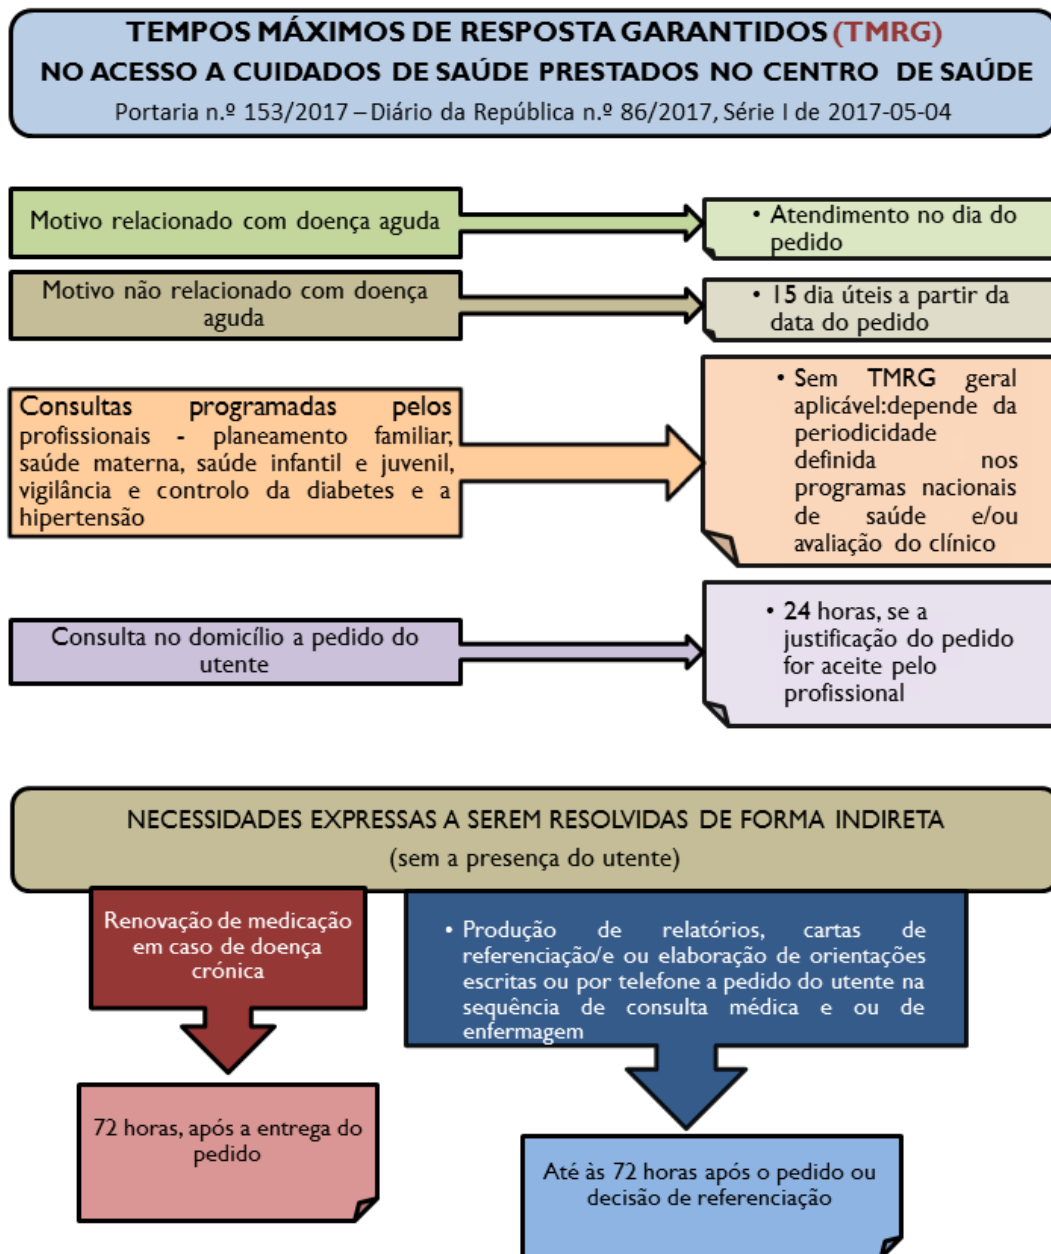 TEMPOS MÁXIMOS DE RESPOSTA GARANTIDOS (TMRG)
NO ACESSO A CUIDADOS DE SAÚDE PRESTADOS NO CENTRO DE SAÚDE
Portaria n.º 153/2017 – Diário da República n.º 86/2017, Série I de 2017-05-04
Motivo relacionado com doença aguda
• Atendimento no dia do
pedido
Motivo não relacionado com doença
aguda
• 15 dia úteis a partir da
data do pedido
Consultas programadas pelos
profissionais - planeamento familiar,
saúde materna, saúde infantil e juvenil,
vigilância e controlo da diabetes e a
hipertensão
• Sem TMRG geral
aplicável:depende da
periodicidade
definida nos
programas nacionais
de saúde e/ou
avaliação do clínico
Consulta no domicílio a pedido do
utente
• 24 horas, se a
justificação do pedido
for aceite pelo
profissional
NECESSIDADES EXPRESSAS A SEREM RESOLVIDAS DE FORMA INDIRETA
(sem a presença do utente)
Renovação de medicação
em caso de doença
crónica
72 horas, após a entrega do
pedido
• Produção de relatórios, cartas de
referenciação/e ou elaboração de orientações
escritas ou por telefone a pedido do utente na
sequência de consulta médica e ou de
enfermagem
Até às 72 horas após o pedido ou
decisão de referenciação